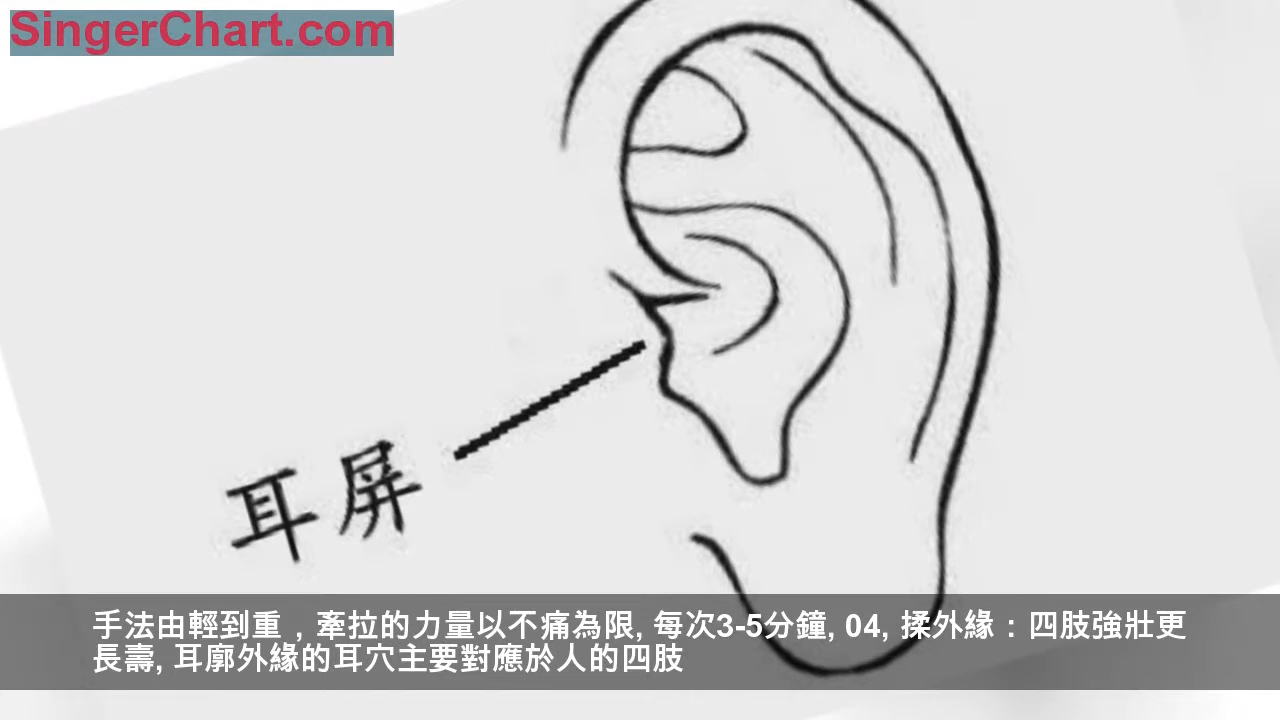 SingerChart.com
耳屏
手法由輕到重，牽拉的力量以不痛為限, 每次3-5分鐘, 04, 揉外緣：四肢強壯更
長壽, 耳廓外緣的耳穴主要對應於人的四肢